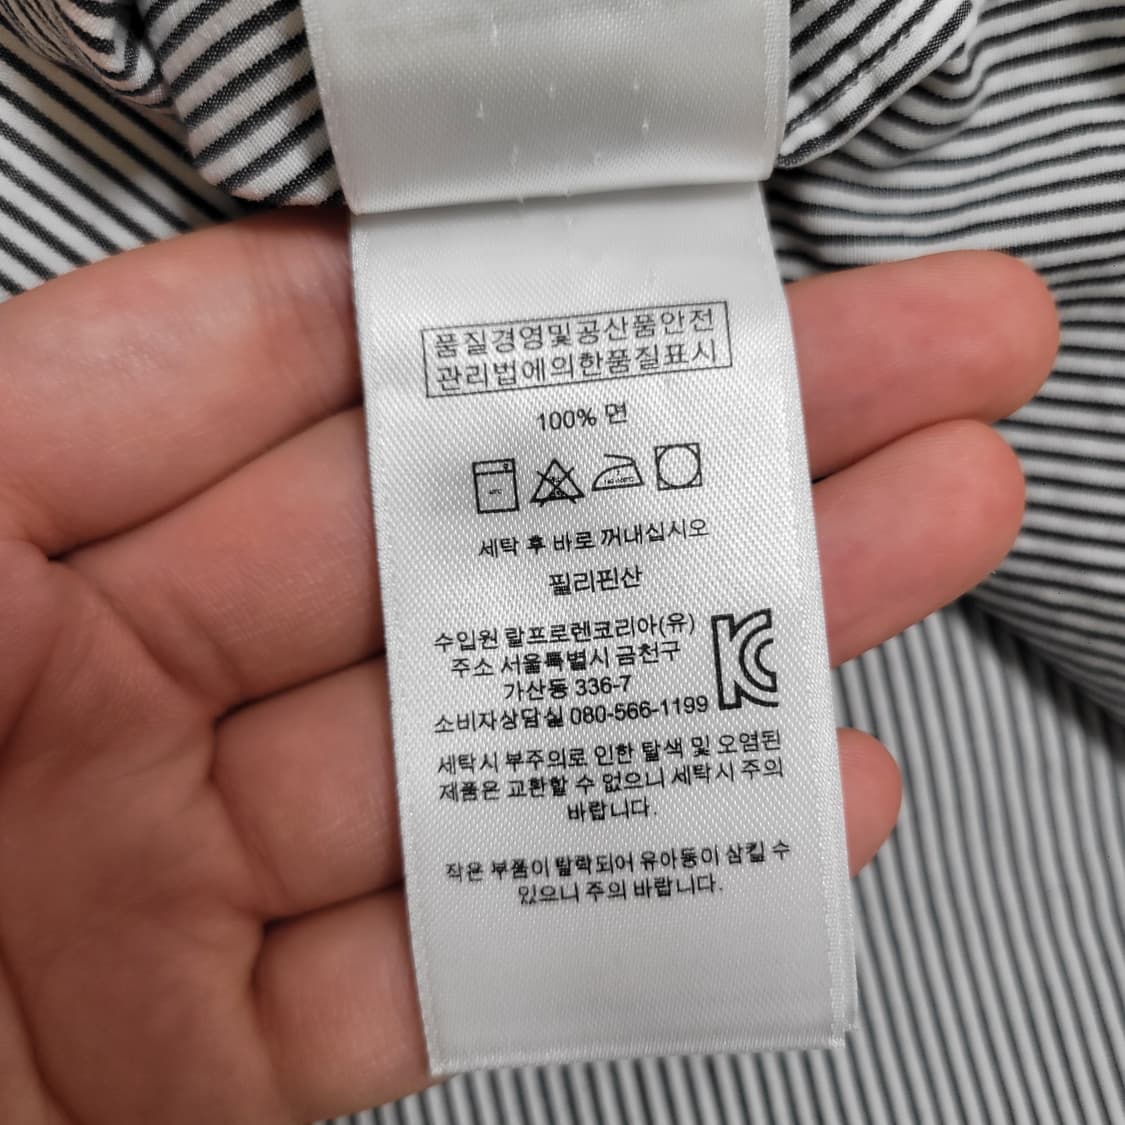 품질경영및공산품안전
관리법에의한품질표시
100% 면
세탁 후 바로 꺼내십시오
필리핀산
수입원 랄프로렌코리아(유)
주소 서울특별시 금천구
가산동 336-7
소비자상담실 080-566-1199
세탁시 부주의로 인한 탈색 및 오염된
제품은 교환할 수 없으니 세탁시 주의
바랍니다.
작은 부품이 탈락되어 유아동이 삼킬 수
있으니 주의 바랍니다.